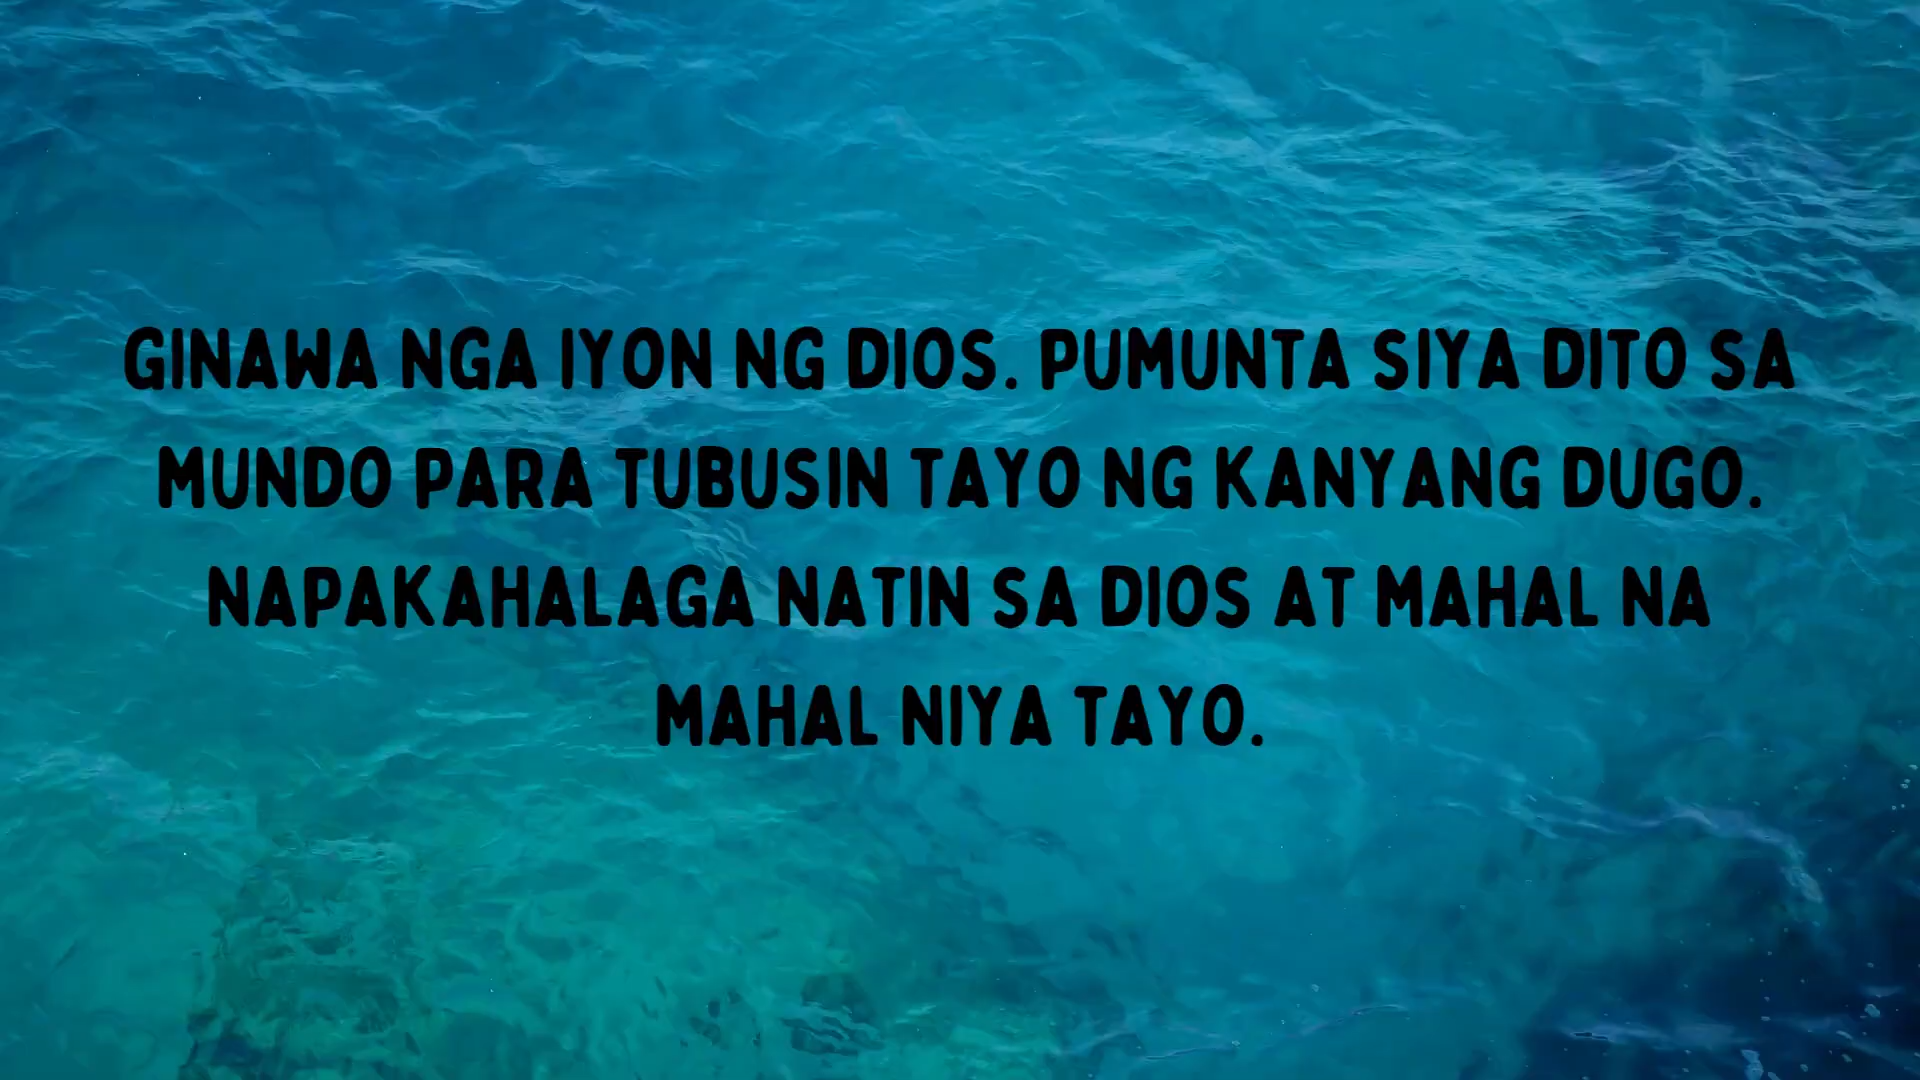 GINAWA NGA IYON NG DIOS. PUMUNTA SIYA DITO SA
MUNDO PARA TUBUSIN TAYO NG KANYANG DUGO.
NAPAKAHALAGA NATIN SA DIOS AT MAHAL NA
MAHAL NIYA TAYO.